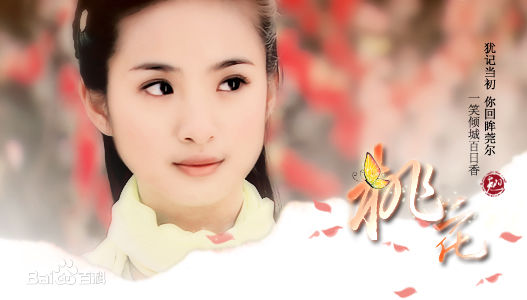 犹记当初 你回眸莞尔
一笑倾城百日香
桃花
Bai百科